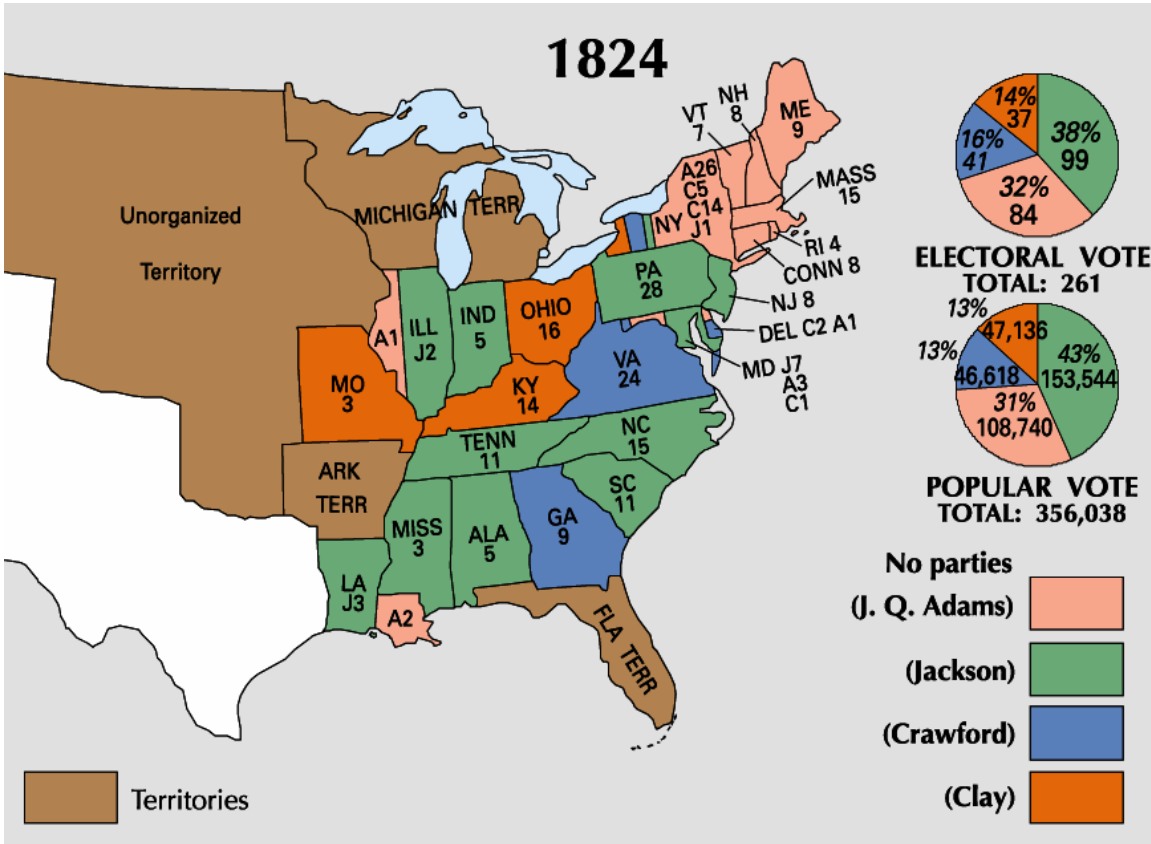 1824
Unorganized
Territory
MICHIGAN TERR
VT
7
NH
8
ME
9
MASS
15
A26
C5
C14
NY J1
RI 4
CONN 8
PA
28
NJ 8
DEL C2 A1
MD J7
A3
C1
A1
ILL
J2
IND
5
OHIO
16
MO
3
KY
14
VA
24
TENN
11
NC
15
SC
11
ARK
TERR
MISS
3
ALA
5
GA
9
LA
J3
A2
FLA TERR
14%
37
16%
41
38%
99
32%
84
ELECTORAL VOTE
TOTAL: 261
13%
47,136
13%
46,618
43%
153,544
31%
108,740
POPULAR VOTE
TOTAL: 356,038
No parties
(J. Q. Adams)
(Jackson)
(Crawford)
(Clay)
Territories